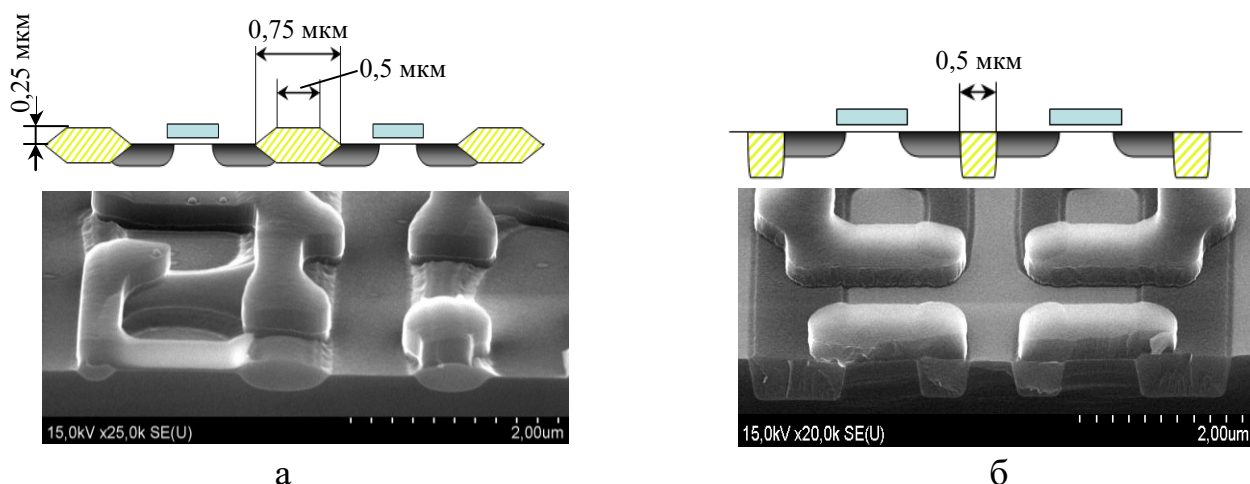 0,75 мкм
0,5 мкм
0,25 мкм
0,5 мкм
15,0kV x25,0k SE(U) 2,00um
15,0kV x20,0k SE(U) 2,00um
а
б